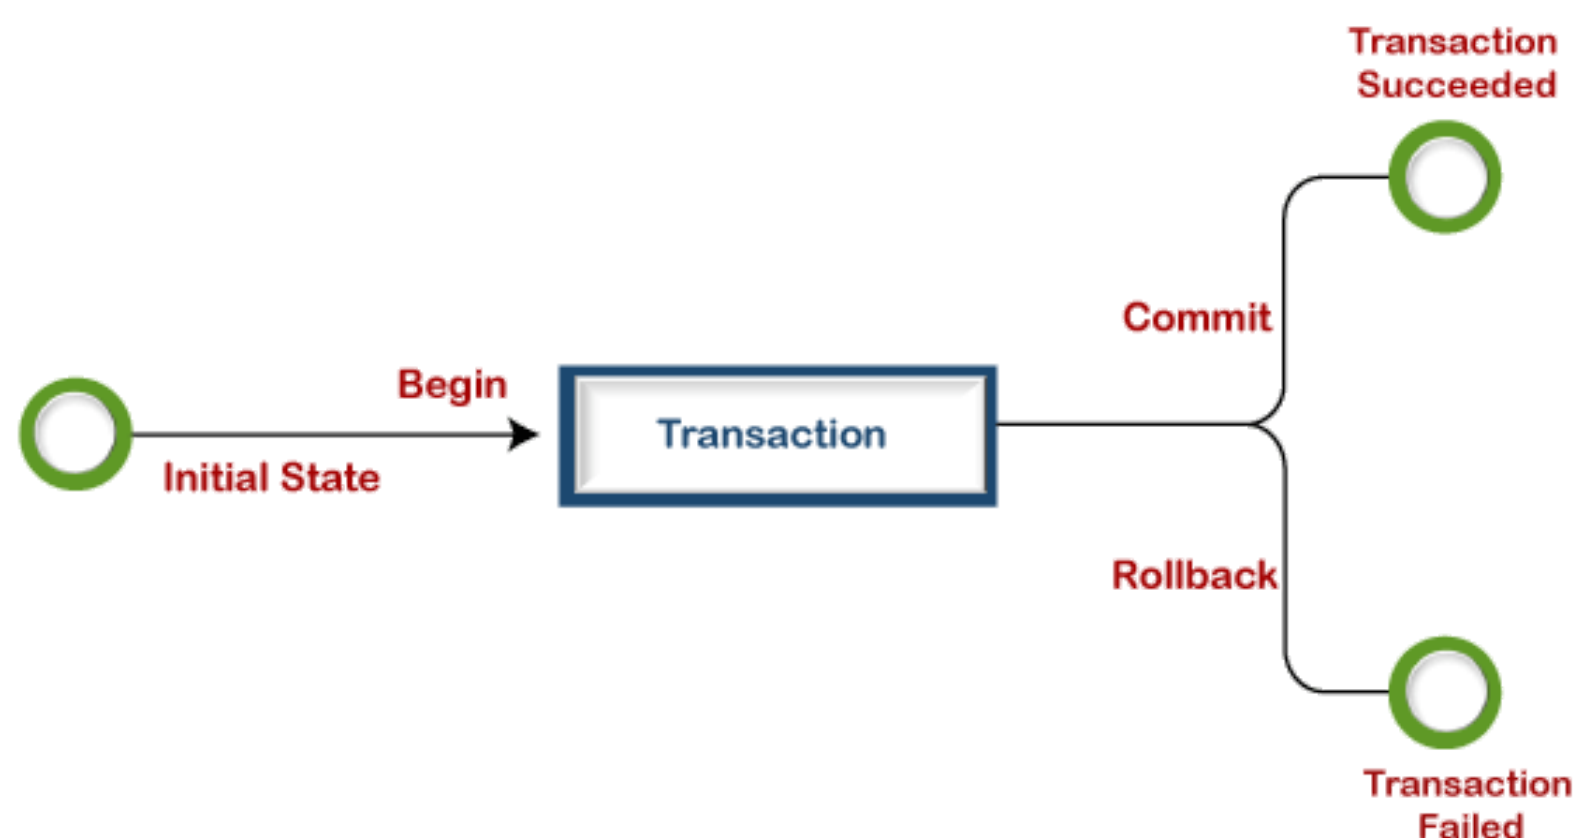 Transaction
Succeeded
Commit
Begin
Transaction
Initial State
Rollback
Transaction
Failed